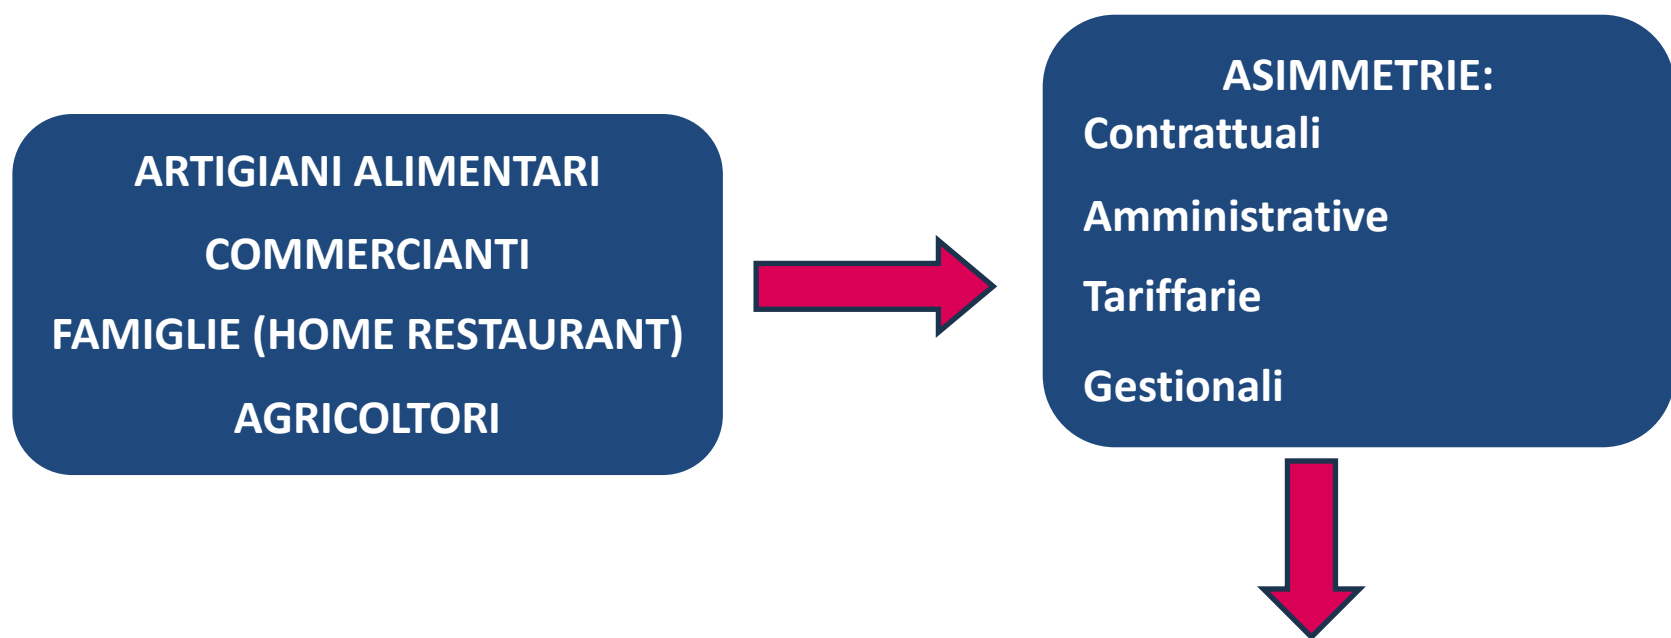 ARTIGIANI ALIMENTARI
COMMERCIANTI
FAMIGLIE (HOME RESTAURANT)
AGRICOLTORI
ASIMMETRIE:
Contrattuali
Amministrative
Tariffarie
Gestionali